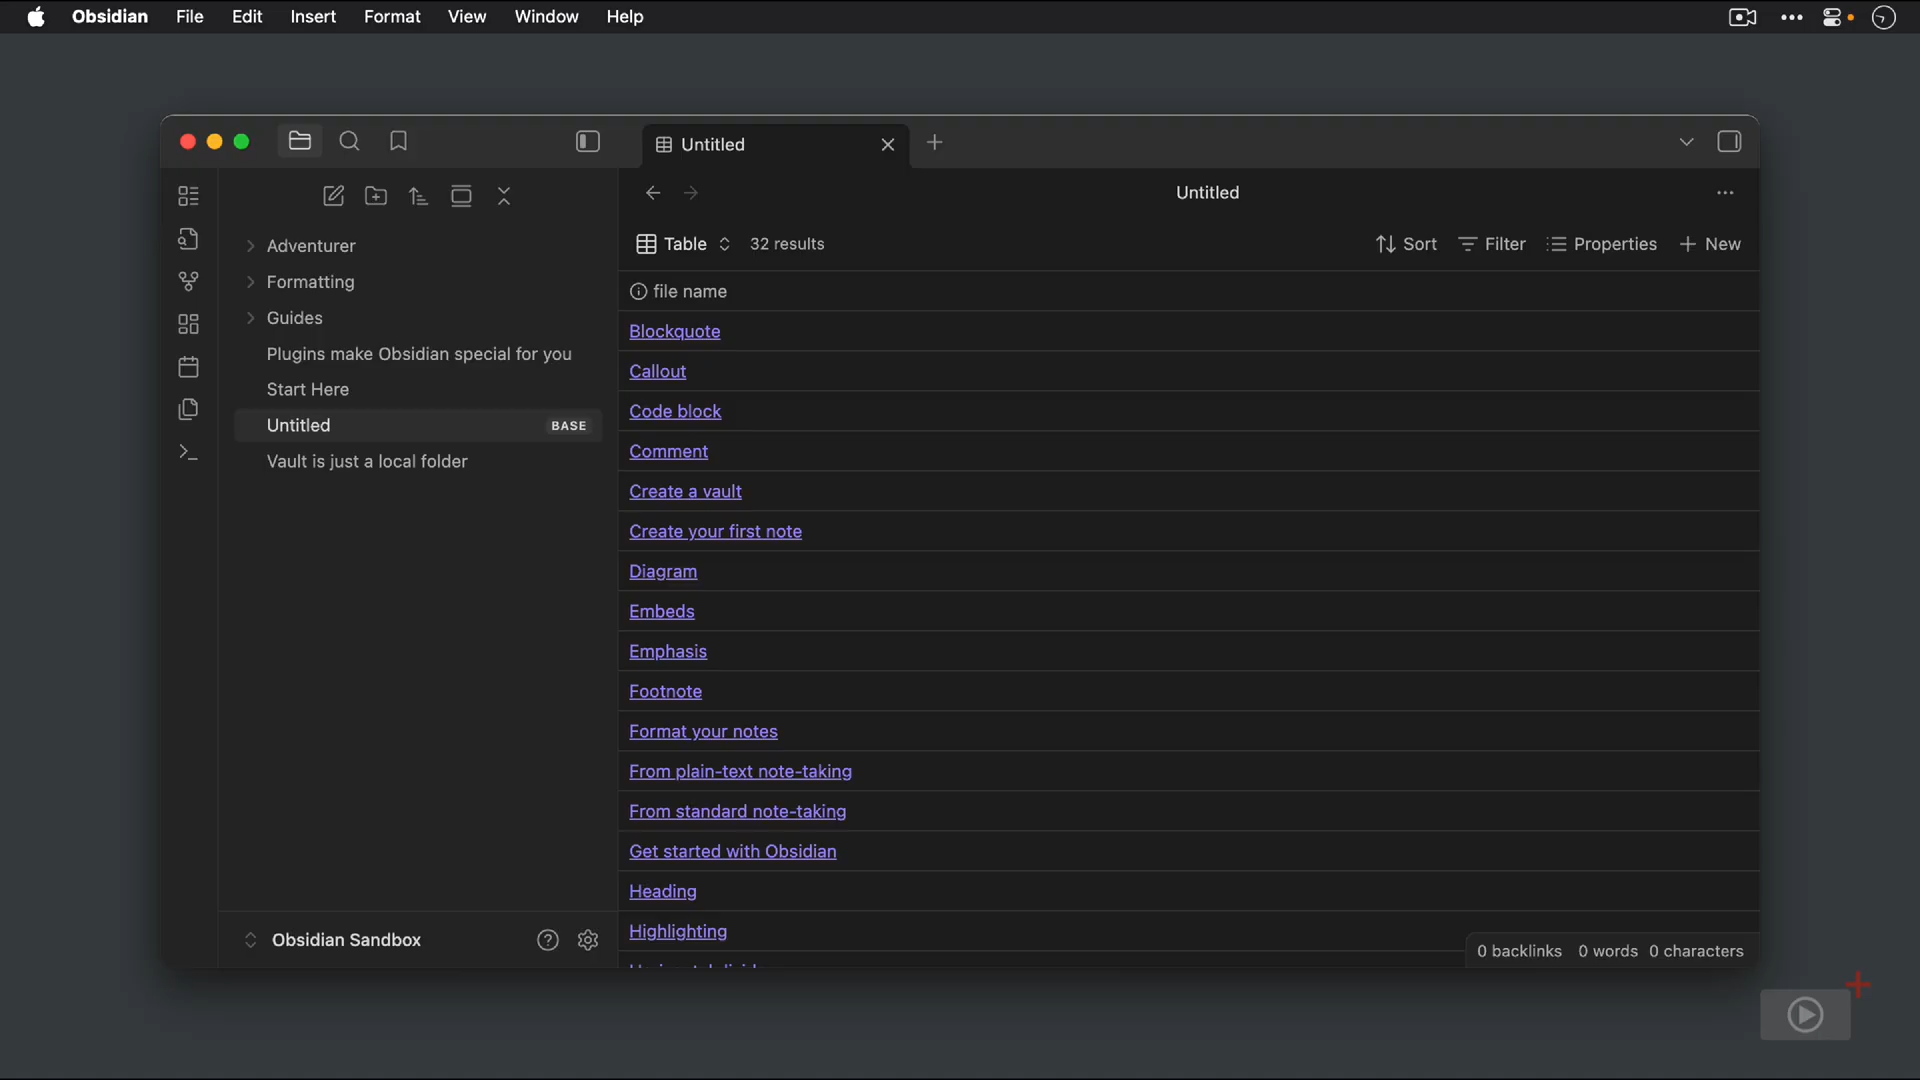 Obsidian File Edit Insert Format View Window Help
Untitled
Untitled
Table 32 results Sort Filter Properties New
Adventurer
Formatting
Guides
Plugins make Obsidian special for you
Start Here
Untitled BASE
Vault is just a local folder
Obsidian Sandbox
file name
Blockquote
Callout
Code block
Comment
Create a vault
Create your first note
Diagram
Embeds
Emphasis
Footnote
Format your notes
From plain-text note-taking
From standard note-taking
Get started with Obsidian
Heading
Highlighting
0 backlinks 0 words 0 characters